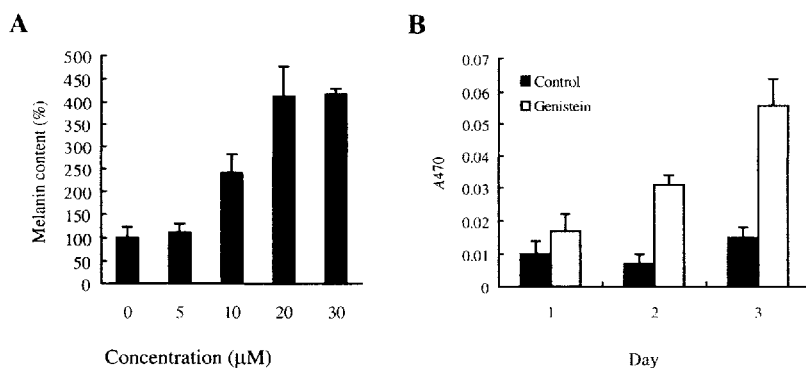 A
Melanin content (%)
500
450
400
350
300
250
200
150
100
50
0
0 5 10 20 30
Concentration (µM)
B
A470
0.07
0.06
0.05
0.04
0.03
0.02
0.01
0
Control
Genistein
1 2 3
Day